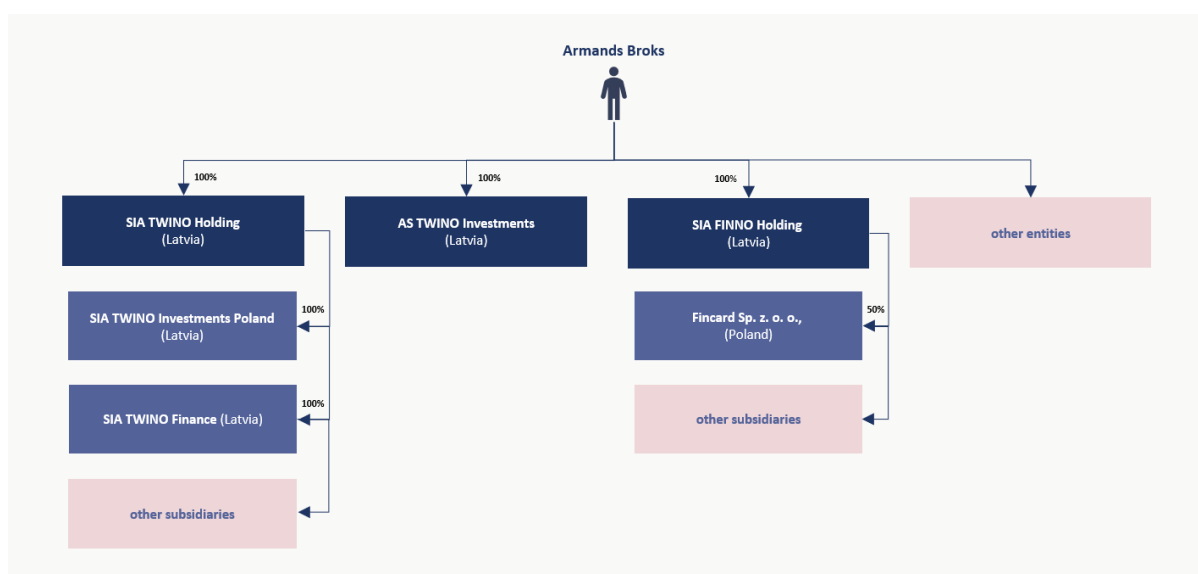 Armands Broks
100%
100%
100%
SIA TWINO Holding
(Latvia)
AS TWINO Investments
(Latvia)
SIA FINNO Holding
(Latvia)
other entities
100%
SIA TWINO Investments Poland
(Latvia)
50%
Fincard Sp. z. o. o.,
(Poland)
100%
SIA TWINO Finance (Latvia)
other subsidiaries
other subsidiaries